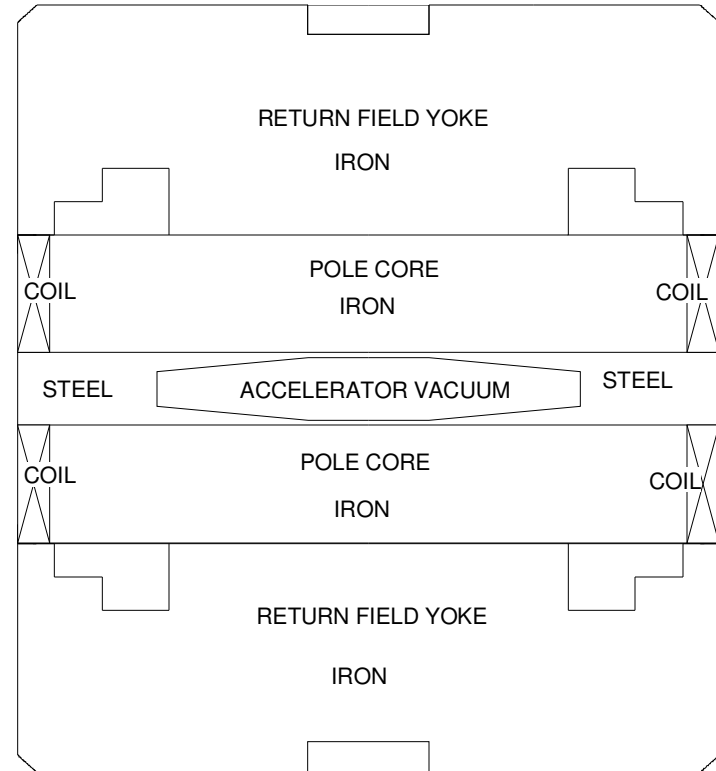 RETURN FIELD YOKE
IRON
POLE CORE
COIL
COIL
IRON
STEEL
ACCELERATOR VACUUM
STEEL
POLE CORE
COIL
COIL
IRON
RETURN FIELD YOKE
IRON